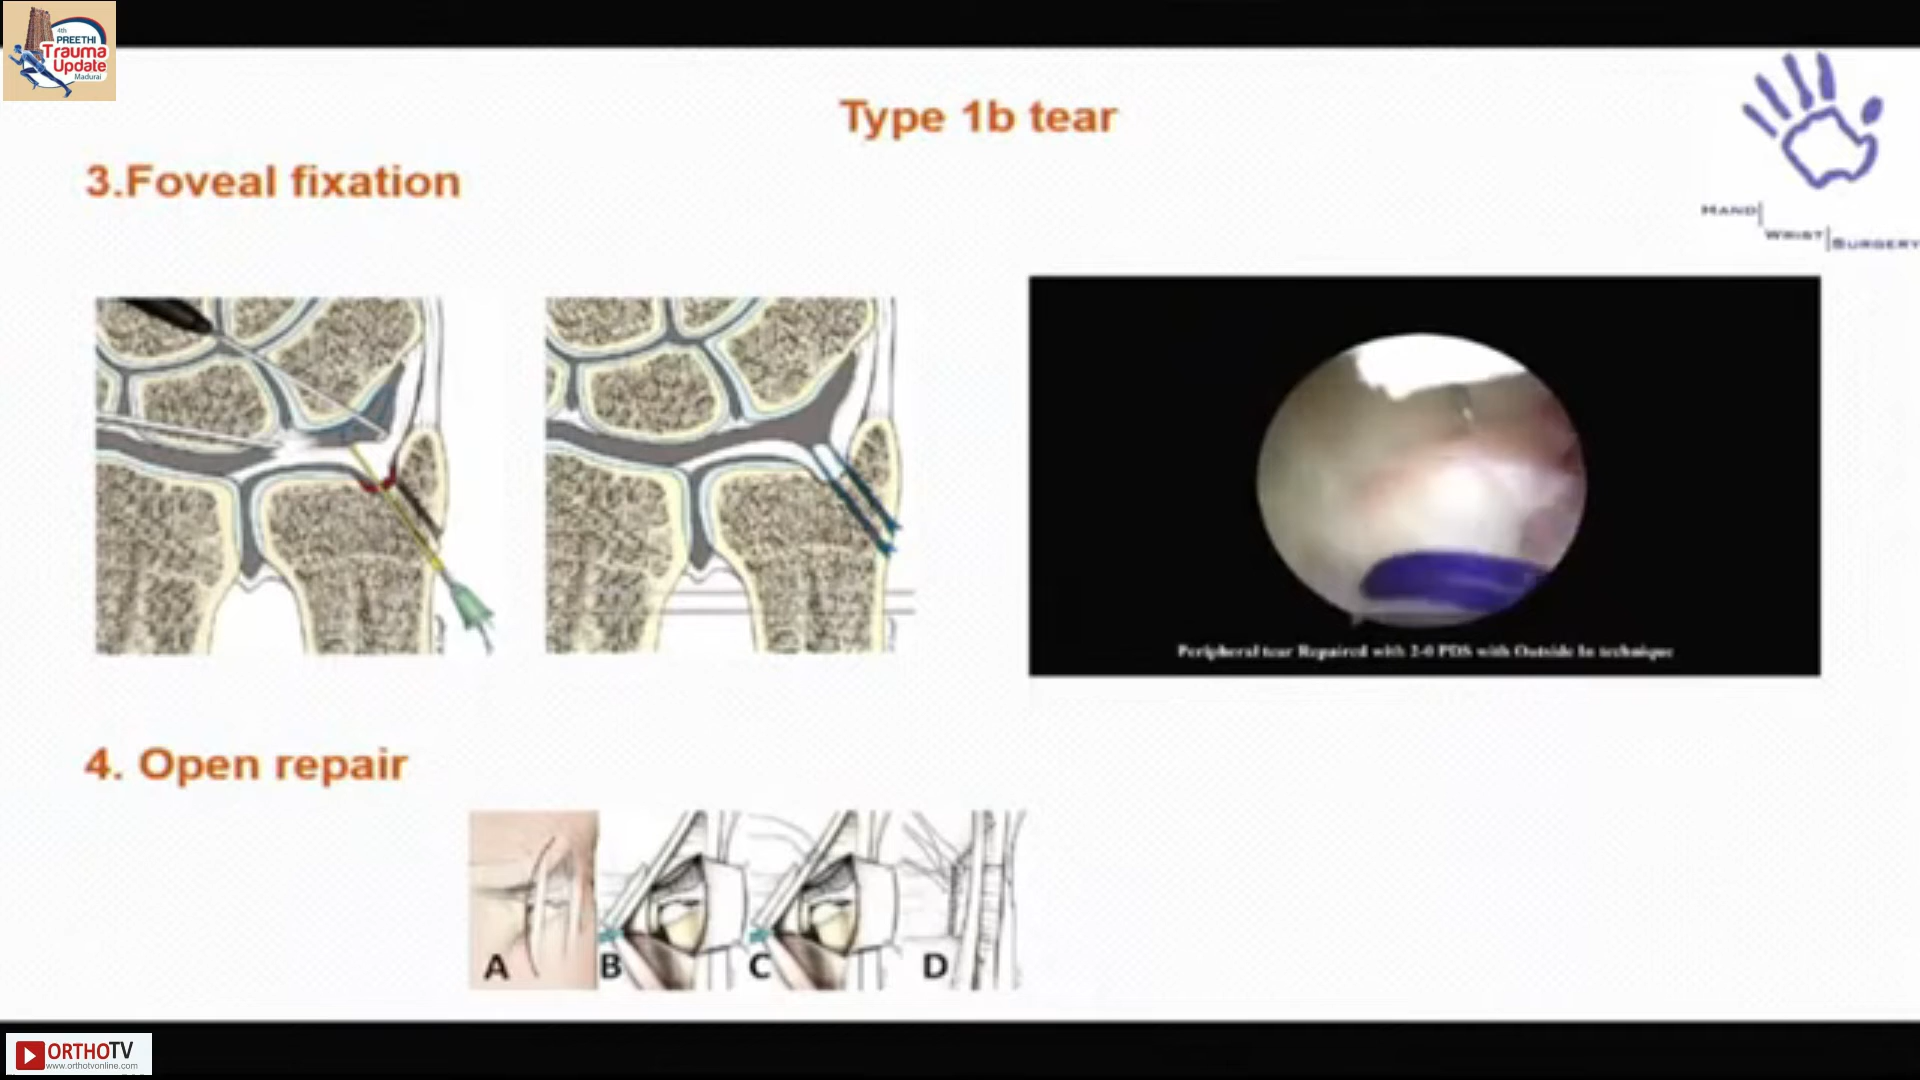 4th
PREETHI
Trauma
Update
Madurai
Type 1b tear
3.Foveal fixation
HAND
WRIST
SURGERY
Peripheral tear Repaired with 2-0 PDS with Outside In technique
4. Open repair
A B C D
ORTHOTV
www.orthotvonline.com